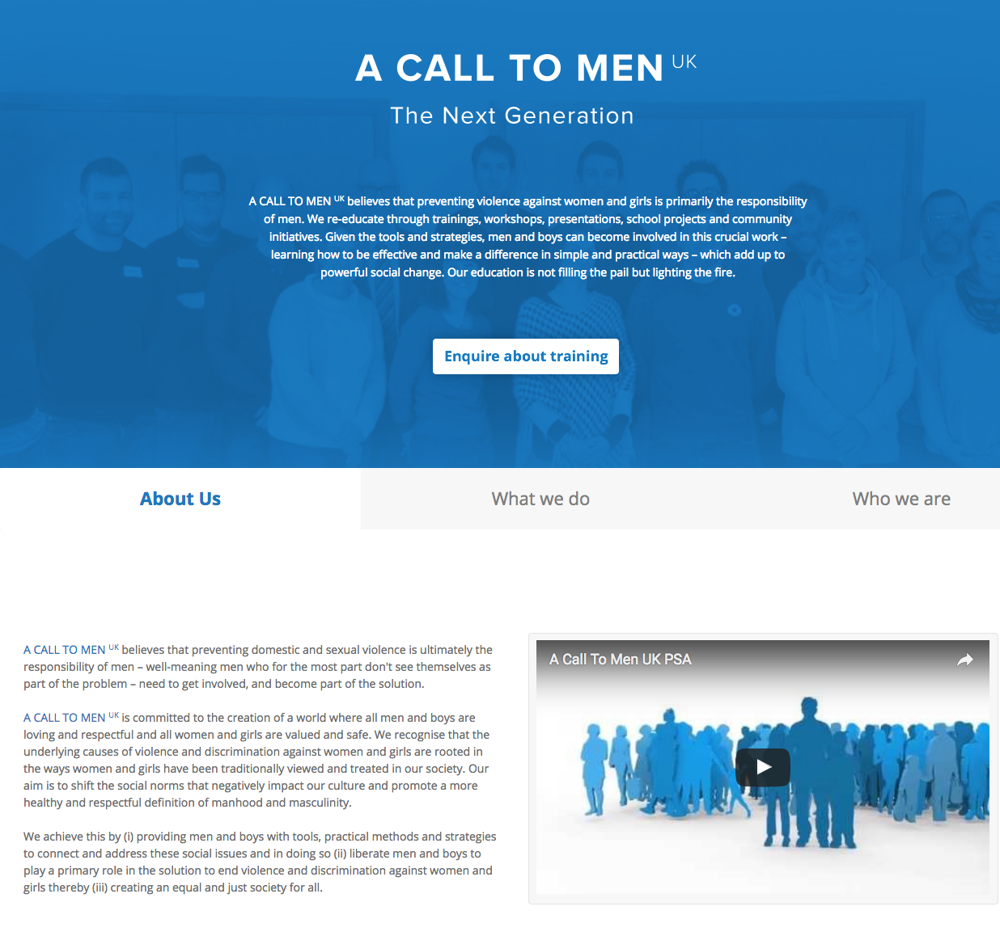 A CALL TO MEN UK
The Next Generation
A CALL TO MEN UK believes that preventing violence against women and girls is primarily the responsibility
of men. We re-educate through trainings, workshops, presentations, school projects and community
initiatives. Given the tools and strategies, men and boys can become involved in this crucial work –
learning how to be effective and make a difference in simple and practical ways – which add up to
powerful social change. Our education is not filling the pail but lighting the fire.
Enquire about training
About Us
What we do
Who we are
A CALL TO MEN UK believes that preventing domestic and sexual violence is ultimately the
responsibility of men – well-meaning men who for the most part don't see themselves as
part of the problem – need to get involved, and become part of the solution.
A CALL TO MEN UK is committed to the creation of a world where all men and boys are
loving and respectful and all women and girls are valued and safe. We recognise that the
underlying causes of violence and discrimination against women and girls are rooted in
the ways women and girls have been traditionally viewed and treated in our society. Our
aim is to shift the social norms that negatively impact our culture and promote a more
healthy and respectful definition of manhood and masculinity.
We achieve this by (i) providing men and boys with tools, practical methods and strategies
to connect and address these social issues and in doing so (ii) liberate men and boys to
play a primary role in the solution to end violence and discrimination against women and
girls thereby (iii) creating an equal and just society for all.
A Call To Men UK PSA